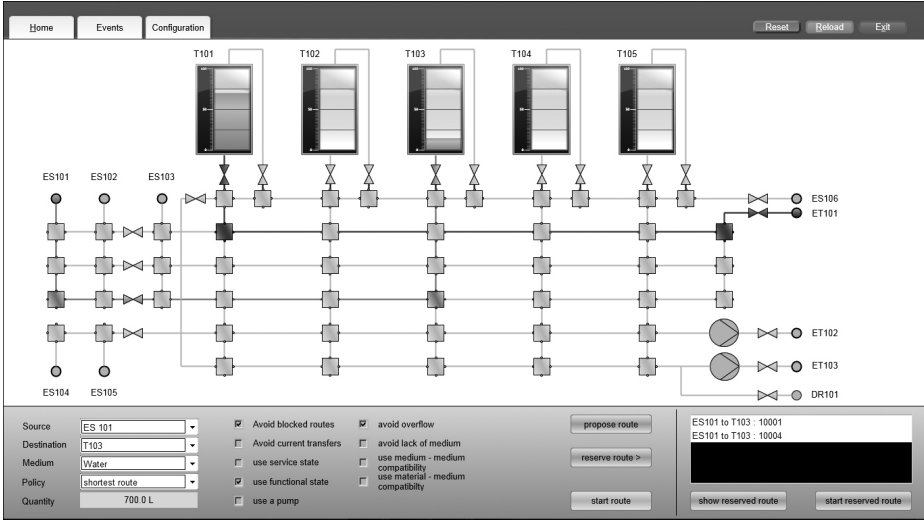 Home Events Configuration Reset Reload Exit
T101 T102 T103 T104 T105
ES101 ES102 ES103
ES106
ET101
ET102
ET103
ES104 ES105 DR101
Source ES 101
Destination T103
Medium Water
Policy shortest route
Quantity 700.0 L
Avoid blocked routes
Avoid current transfers
use service state
use functional state
use a pump
avoid overflow
avoid lack of medium
use medium - medium
compatibility
use material - medium
compatibilty
propose route
reserve route >
start route
ES101 to T103 : 10001
ES101 to T103 : 10004
show reserved route start reserved route